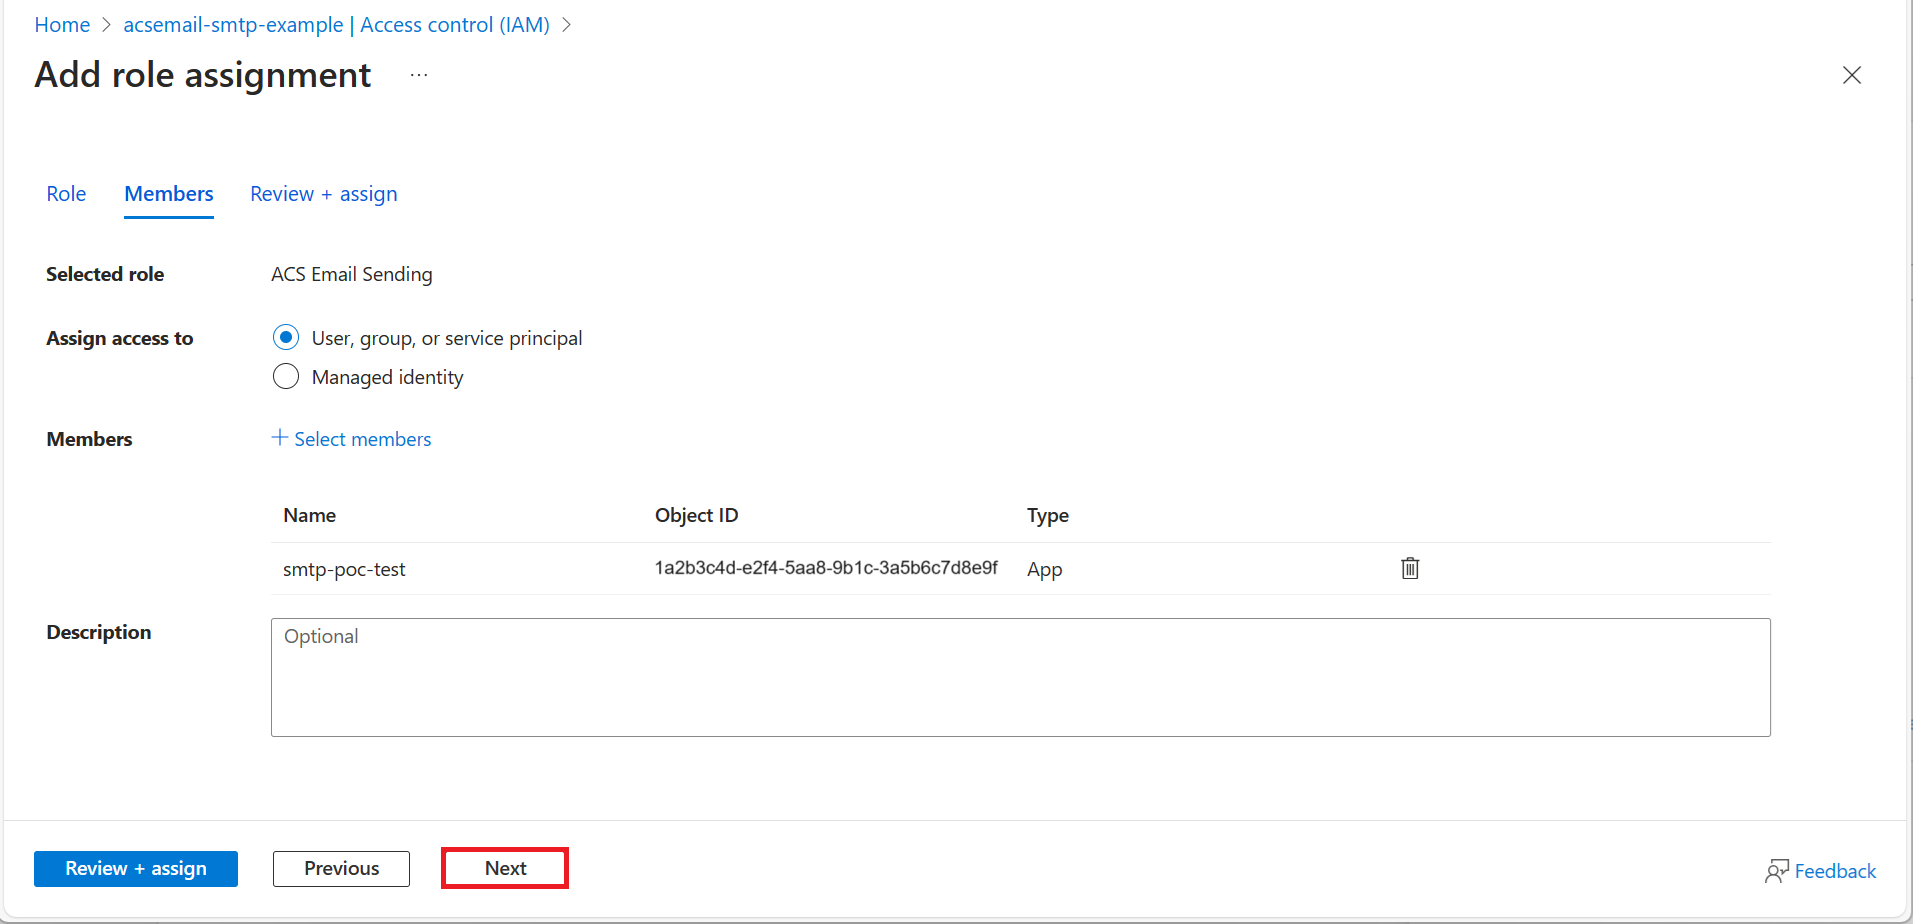 Home > acsemail-smtp-example | Access control (IAM) >
Add role assignment ...
Role Members Review + assign
Selected role ACS Email Sending
Assign access to User, group, or service principal
Managed identity
Members + Select members
Name Object ID Type
smtp-poc-test 1a2b3c4d-e2f4-5aa8-9b1c-3a5b6c7d8e9f App
Description Optional
Review + assign Previous Next Feedback